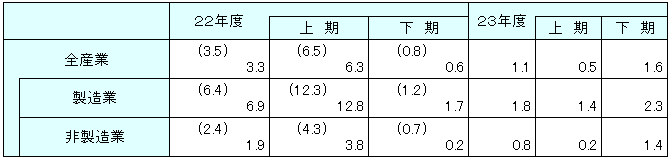 22年度 上期 下期 23年度 上期 下期
全産業 (3.5) 3.3 (6.5) 6.3 (0.8) 0.6 1.1 0.5 1.6
製造業 (6.4) 6.9 (12.3) 12.8 (1.2) 1.7 1.8 1.4 2.3
非製造業 (2.4) 1.9 (4.3) 3.8 (0.7) 0.2 0.8 0.2 1.4